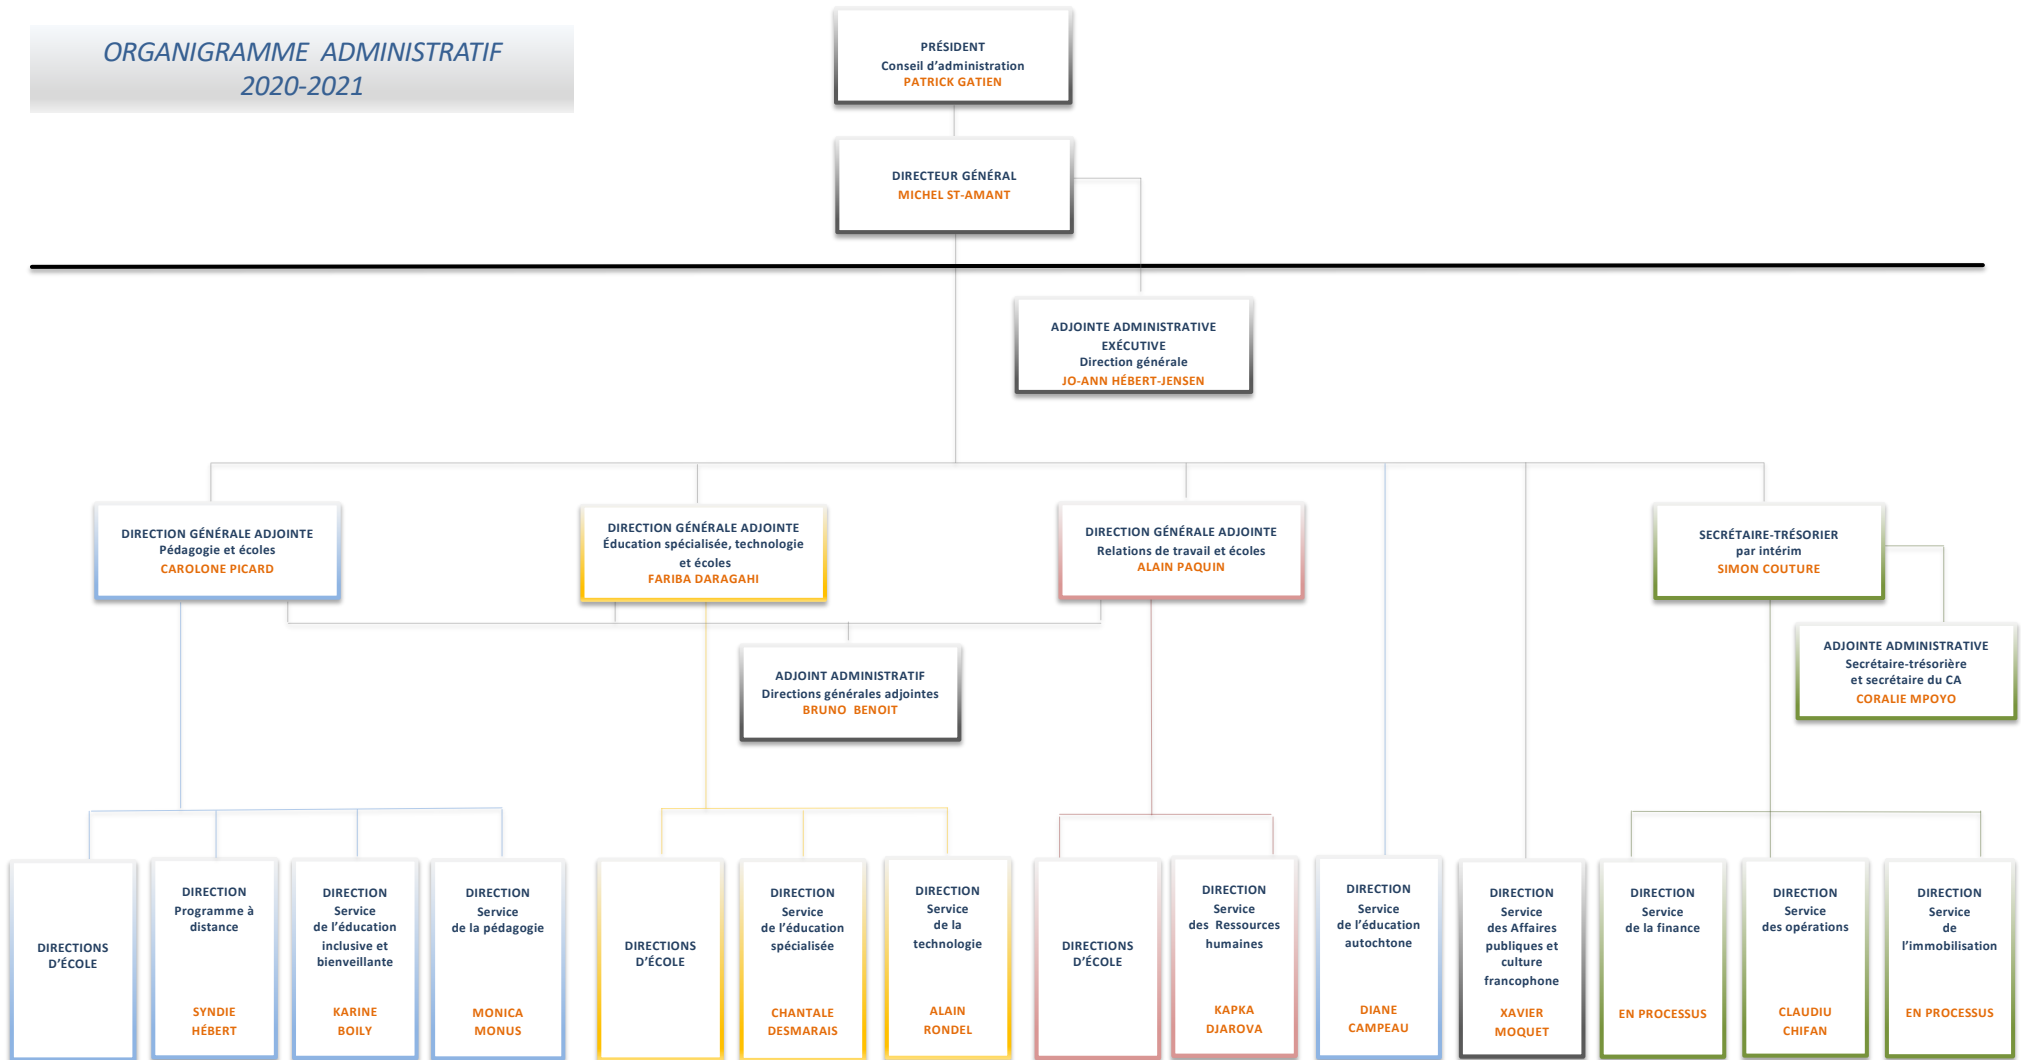 ORGANIGRAMME ADMINISTRATIF
2020-2021
PRÉSIDENT
Conseil d'administration
PATRICK GATIEN
DIRECTEUR GÉNÉRAL
MICHEL ST-AMANT
ADJOINTE ADMINISTRATIVE
EXÉCUTIVE
Direction générale
JO-ANN HÉBERT-JENSEN
DIRECTION GÉNÉRALE ADJOINTE
Pédagogie et écoles
CAROLONE PICARD
DIRECTION GÉNÉRALE ADJOINTE
Éducation spécialisée, technologie
et écoles
FARIBA DARAGAHI
DIRECTION GÉNÉRALE ADJOINTE
Relations de travail et écoles
ALAIN PAQUIN
SECRÉTAIRE-TRÉSORIER
par intérim
SIMON COUTURE
ADJOINT ADMINISTRATIF
Directions générales adjointes
BRUNO BENOIT
ADJOINTE ADMINISTRATIVE
Secrétaire-trésorière
et secrétaire du CA
CORALIE MPOYO
DIRECTIONS
D'ÉCOLE
DIRECTION
Programme à
distance
SYNDIE
HÉBERT
DIRECTION
Service
de l'éducation
inclusive et
bienveillante
KARINE
BOILY
DIRECTION
Service
de la pédagogie
MONICA
MONUS
DIRECTIONS
D'ÉCOLE
DIRECTION
Service
de l'éducation
spécialisée
CHANTALE
DESMARAIS
DIRECTION
Service
de la
technologie
ALAIN
RONDEL
DIRECTIONS
D'ÉCOLE
DIRECTION
Service
des Ressources
humaines
KAPKA
DJAROVA
DIRECTION
Service
de l'éducation
autochtone
DIANE
CAMPEAU
DIRECTION
Service
des Affaires
publiques et
culture
francophone
XAVIER
MOQUET
DIRECTION
Service
de la finance
EN PROCESSUS
DIRECTION
Service
des opérations
CLAUDIU
CHIFAN
DIRECTION
Service
de
l'immobilisation
EN PROCESSUS